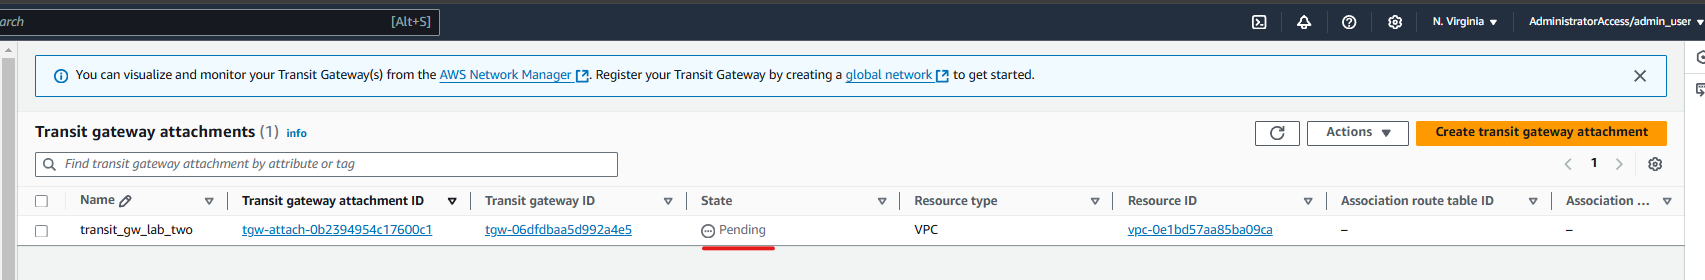 arch [Alt+S] N. Virginia AdministratorAccess/admin_user
You can visualize and monitor your Transit Gateway(s) from the AWS Network Manager. Register your Transit Gateway by creating a global network to get started.
Transit gateway attachments (1) info Actions Create transit gateway attachment
Find transit gateway attachment by attribute or tag 1
Name Transit gateway attachment ID Transit gateway ID State Resource type Resource ID Association route table ID Association ...
transit_gw_lab_two tgw-attach-0b2394954c17600c1 tgw-06dfdbaa5d992a4e5 Pending VPC vpc-0e1bd57aa85ba09ca – –